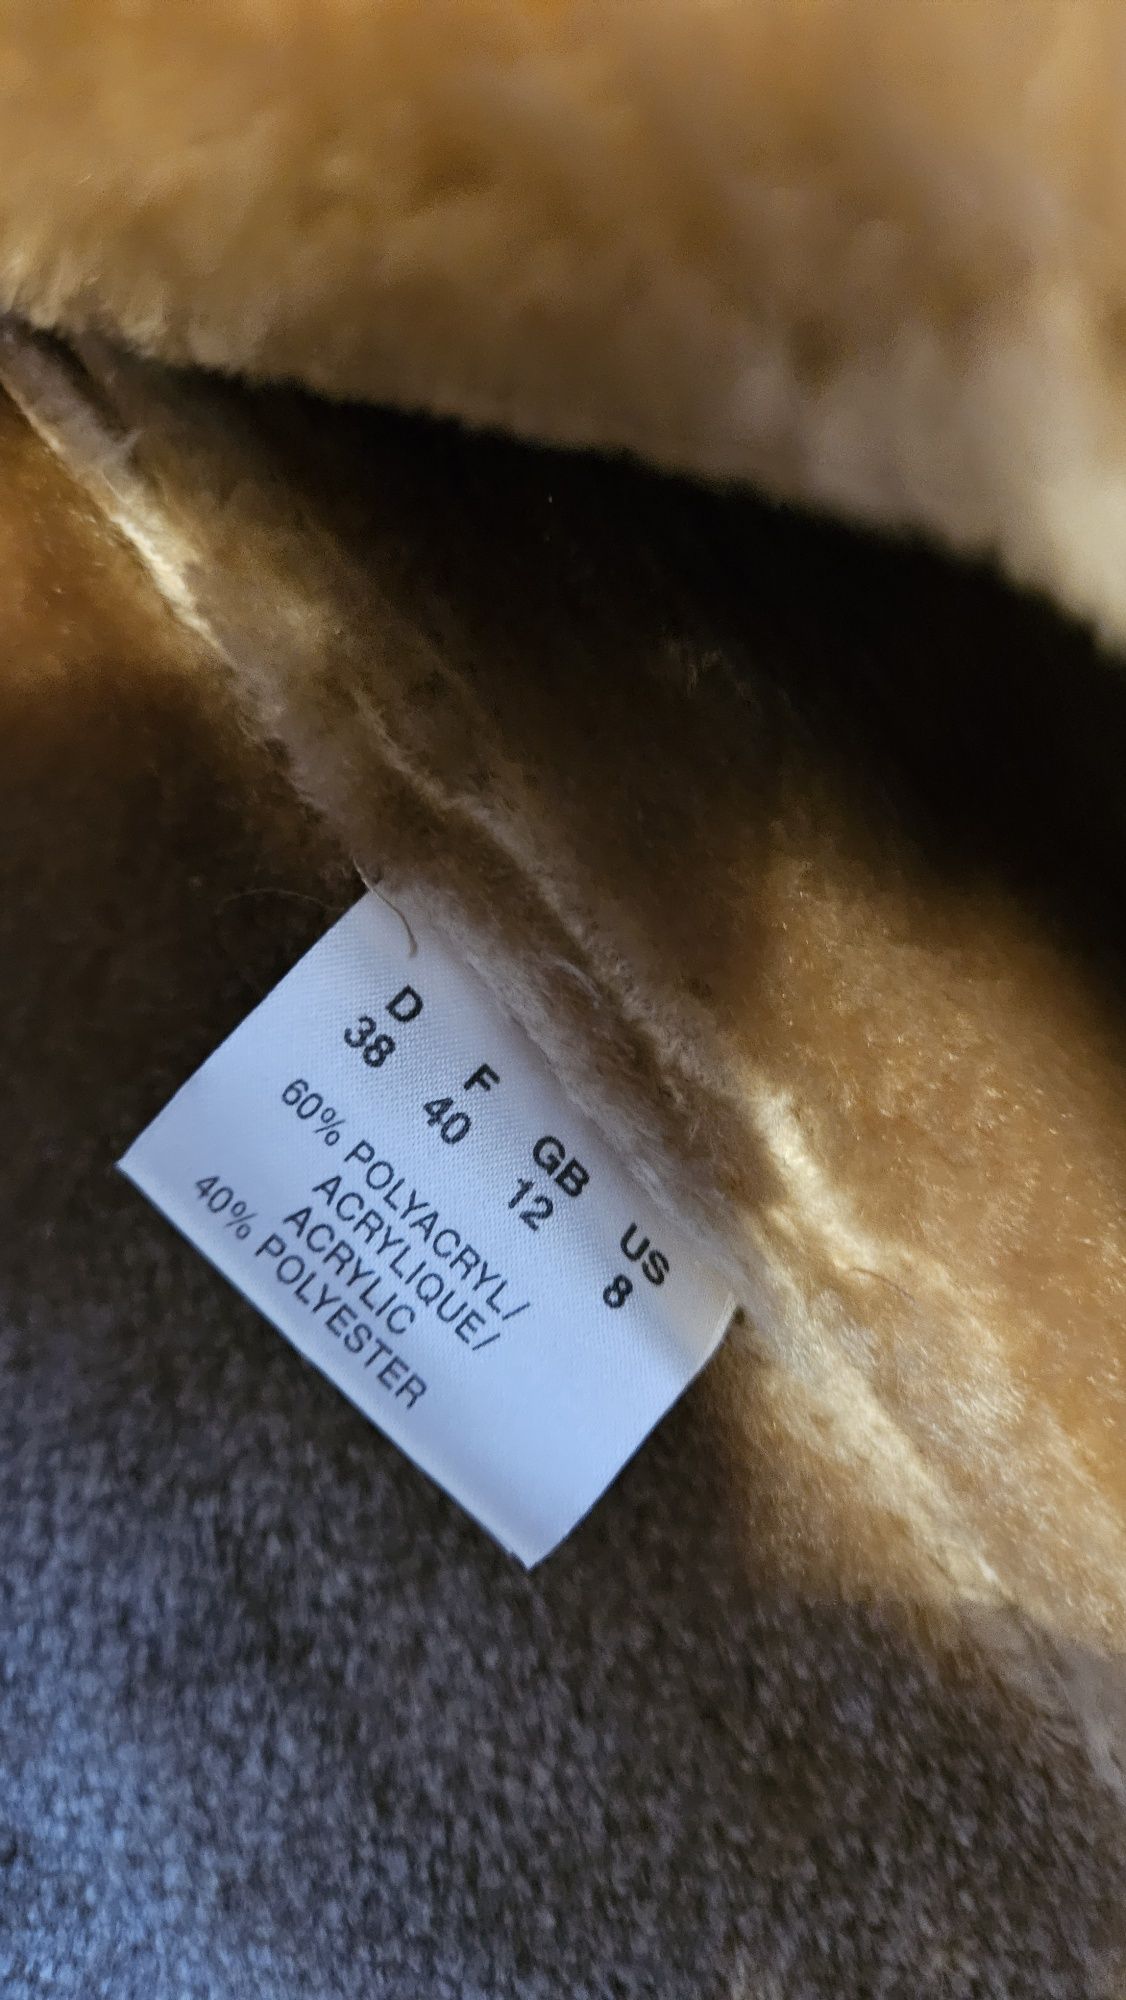 D F GB US
38 40 12 8
60% POLYACRYL/
ACRYLIQUE/
ACRYLIC
40% POLYESTER